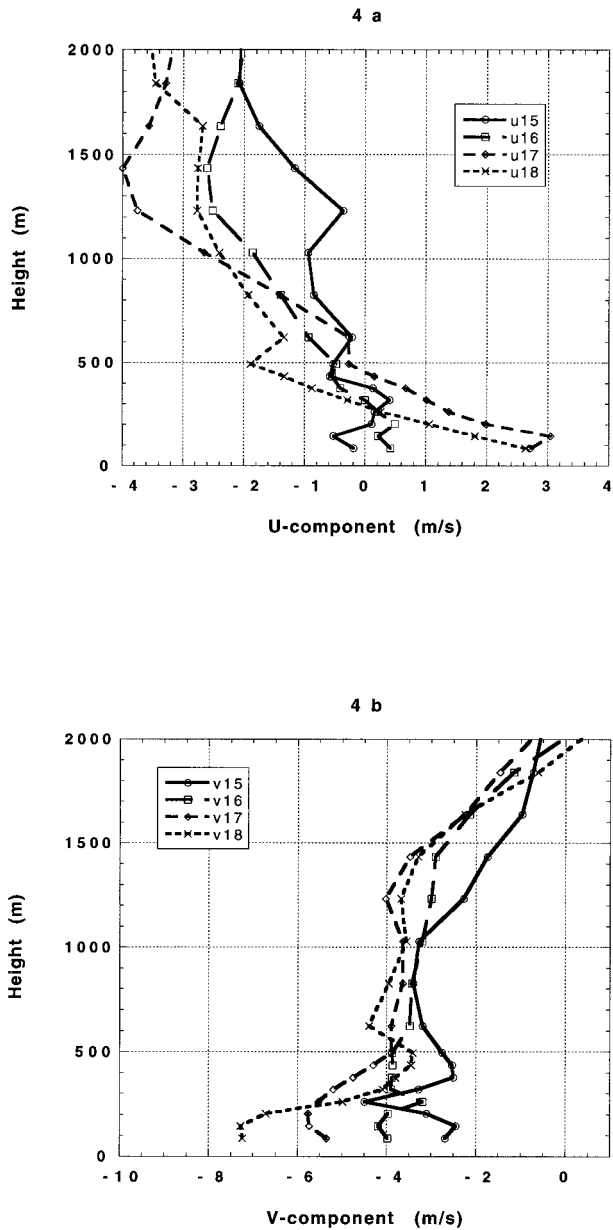 4 a
2000
1500
1000
500
0
Height (m)
u15
u16
u17
u18
-4 -3 -2 -1 0 1 2 3 4
U-component (m/s)
4 b
2000
1500
1000
500
0
Height (m)
v15
v16
v17
v18
-10 -8 -6 -4 -2 0
V-component (m/s)